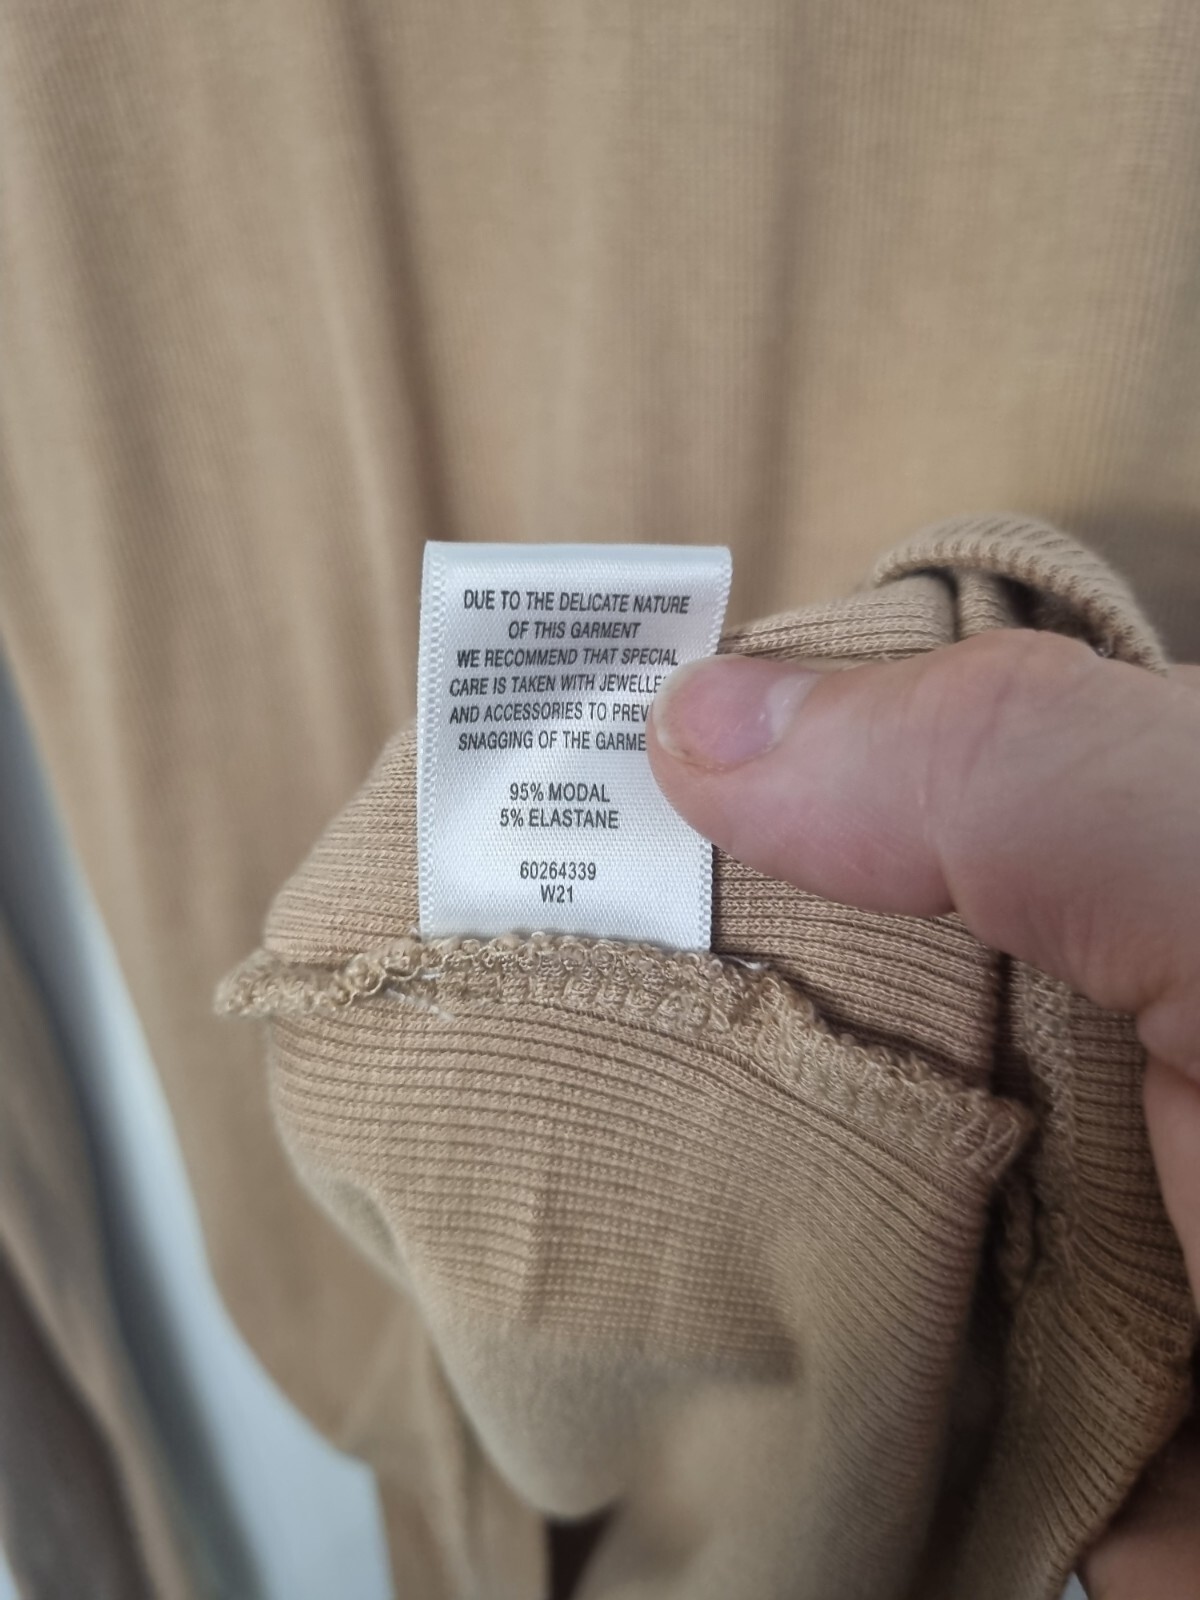 DUE TO THE DELICATE NATURE
OF THIS GARMENT
WE RECOMMEND THAT SPECIAL
CARE IS TAKEN WITH
AND ACCESSORIES TO
SNAGGING OF THE
95% MODAL
5% ELASTANE
60264339
W21